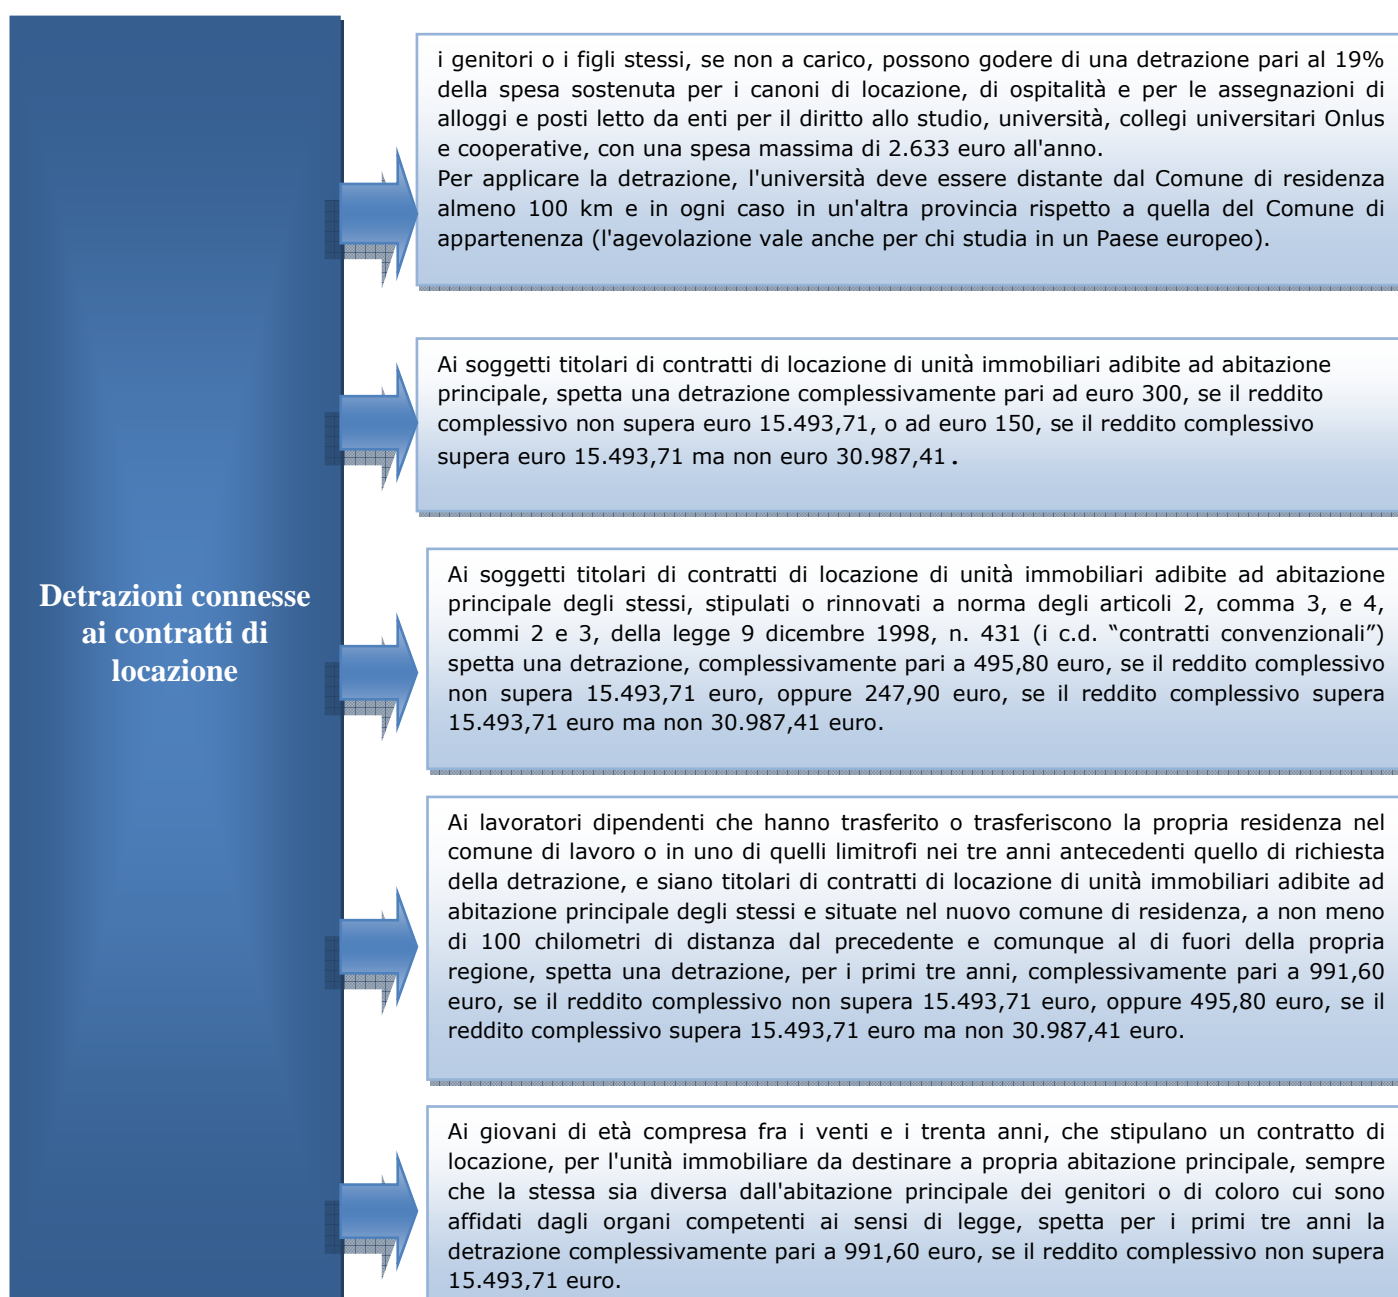 Detrazioni connesse
ai contratti di
locazione
i genitori o i figli stessi, se non a carico, possono godere di una detrazione pari al 19%
della spesa sostenuta per i canoni di locazione, di ospitalità e per le assegnazioni di
alloggi e posti letto da enti per il diritto allo studio, università, collegi universitari Onlus
e cooperative, con una spesa massima di 2.633 euro all'anno.
Per applicare la detrazione, l'università deve essere distante dal Comune di residenza
almeno 100 km e in ogni caso in un'altra provincia rispetto a quella del Comune di
appartenenza (l'agevolazione vale anche per chi studia in un Paese europeo).
Ai soggetti titolari di contratti di locazione di unità immobiliari adibite ad abitazione
principale, spetta una detrazione complessivamente pari ad euro 300, se il reddito
complessivo non supera euro 15.493,71, o ad euro 150, se il reddito complessivo
supera euro 15.493,71 ma non euro 30.987,41.
Ai soggetti titolari di contratti di locazione di unità immobiliari adibite ad abitazione
principale degli stessi, stipulati o rinnovati a norma degli articoli 2, comma 3, e 4,
commi 2 e 3, della legge 9 dicembre 1998, n. 431 (i c.d. “contratti convenzionali”)
spetta una detrazione, complessivamente pari a 495,80 euro, se il reddito complessivo
non supera 15.493,71 euro, oppure 247,90 euro, se il reddito complessivo supera
15.493,71 euro ma non 30.987,41 euro.
Ai lavoratori dipendenti che hanno trasferito o trasferiscono la propria residenza nel
comune di lavoro o in uno di quelli limitrofi nei tre anni antecedenti quello di richiesta
della detrazione, e siano titolari di contratti di locazione di unità immobiliari adibite ad
abitazione principale degli stessi e situate nel nuovo comune di residenza, a non meno
di 100 chilometri di distanza dal precedente e comunque al di fuori della propria
regione, spetta una detrazione, per i primi tre anni, complessivamente pari a 991,60
euro, se il reddito complessivo non supera 15.493,71 euro, oppure 495,80 euro, se il
reddito complessivo supera 15.493,71 euro ma non 30.987,41 euro.
Ai giovani di età compresa fra i venti e i trenta anni, che stipulano un contratto di
locazione, per l'unità immobiliare da destinare a propria abitazione principale, sempre
che la stessa sia diversa dall'abitazione principale dei genitori o di coloro cui sono
affidati dagli organi competenti ai sensi di legge, spetta per i primi tre anni la
detrazione complessivamente pari a 991,60 euro, se il reddito complessivo non supera
15.493,71 euro.